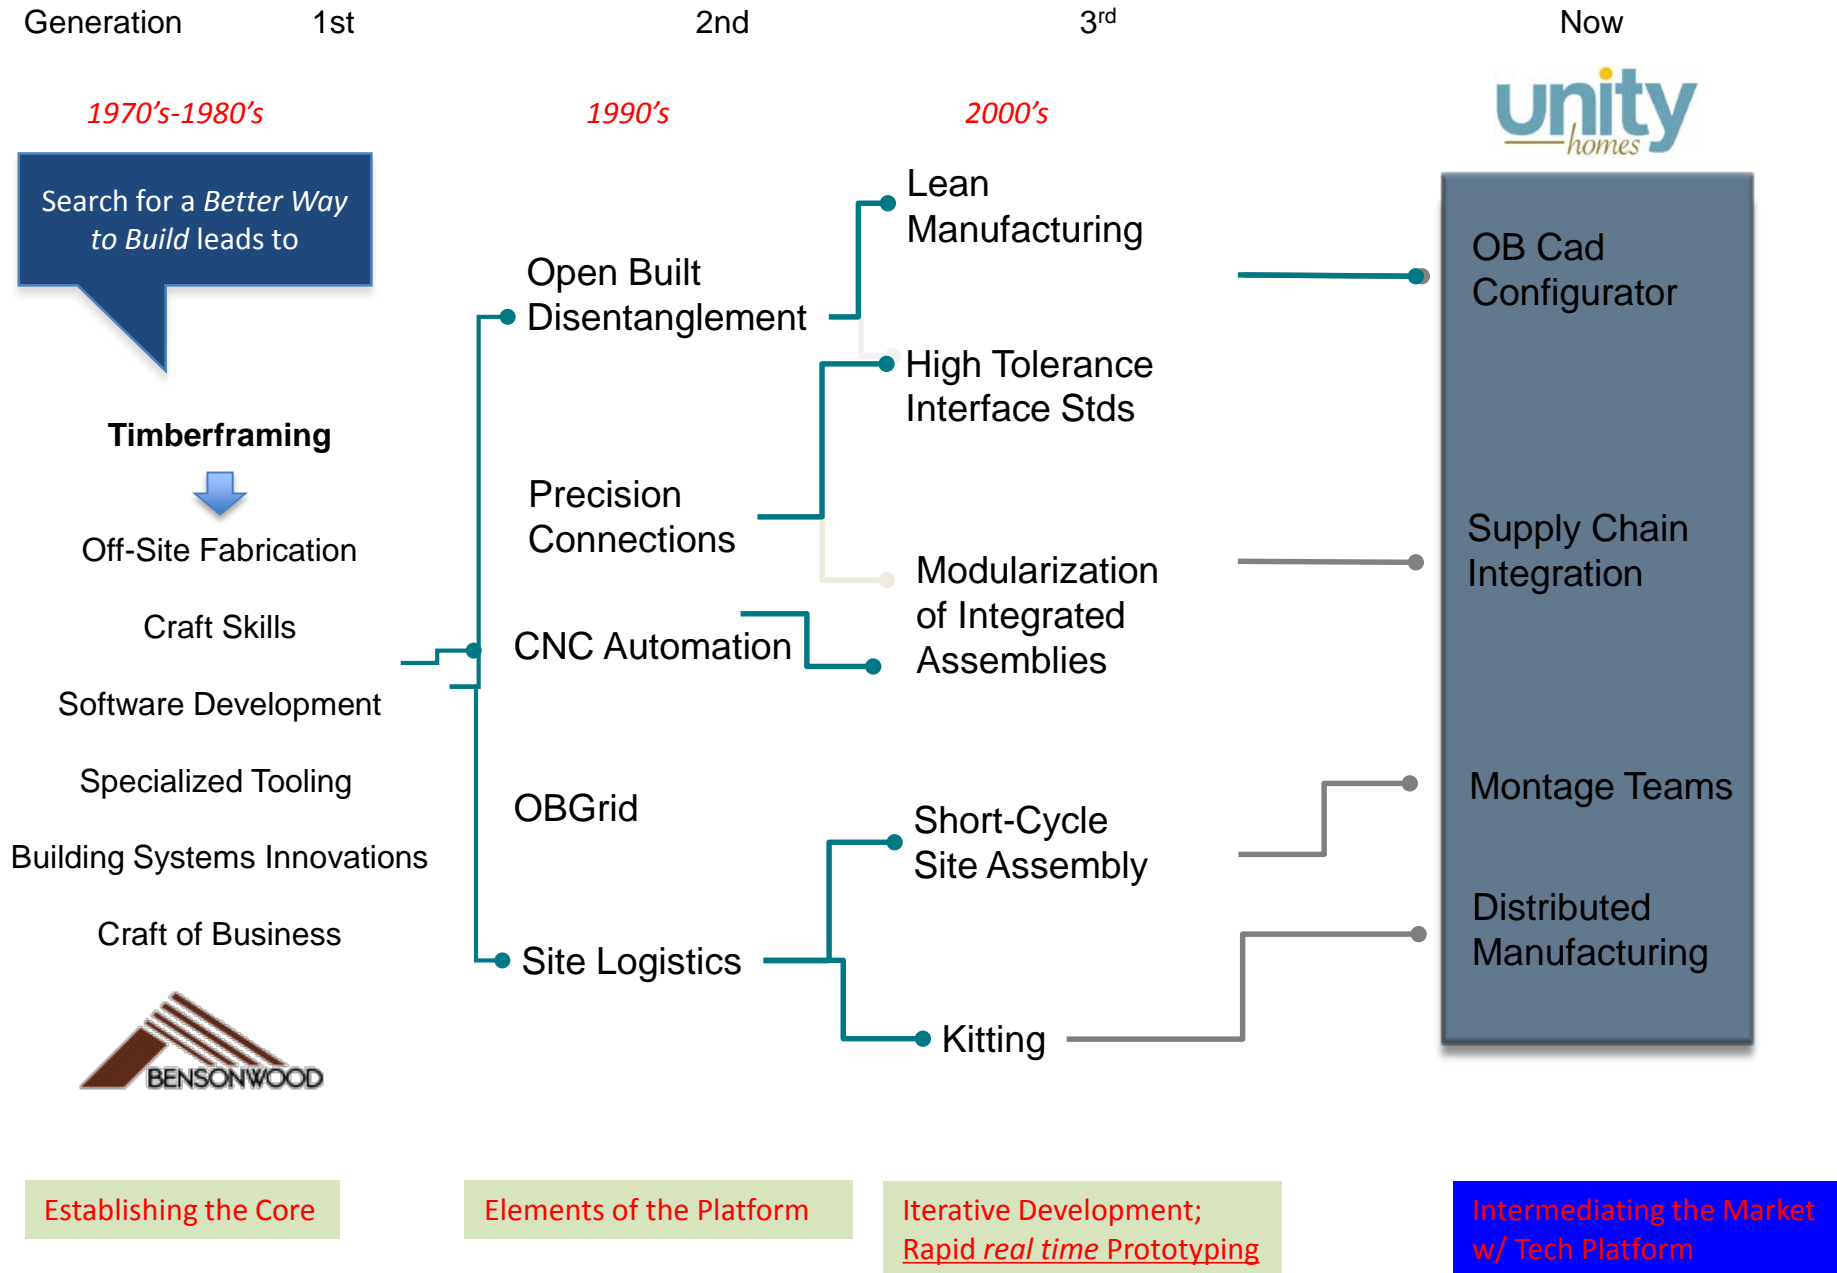 Generation 1st 2nd 3rd Now
1970's-1980's 1990's 2000's
unity
homes
Search for a Better Way
to Build leads to
Timberframing
Off-Site Fabrication
Craft Skills
Software Development
Specialized Tooling
Building Systems Innovations
Craft of Business
BENSONWOOD
Open Built
Disentanglement
Precision
Connections
CNC Automation
OBGrid
Site Logistics
Lean
Manufacturing
High Tolerance
Interface Stds
Modularization
of Integrated
Assemblies
Short-Cycle
Site Assembly
Kitting
OB Cad
Configurator
Supply Chain
Integration
Montage Teams
Distributed
Manufacturing
Establishing the Core
Elements of the Platform
Iterative Development;
Rapid real time Prototyping
Intermediating the Market
w/ Tech Platform